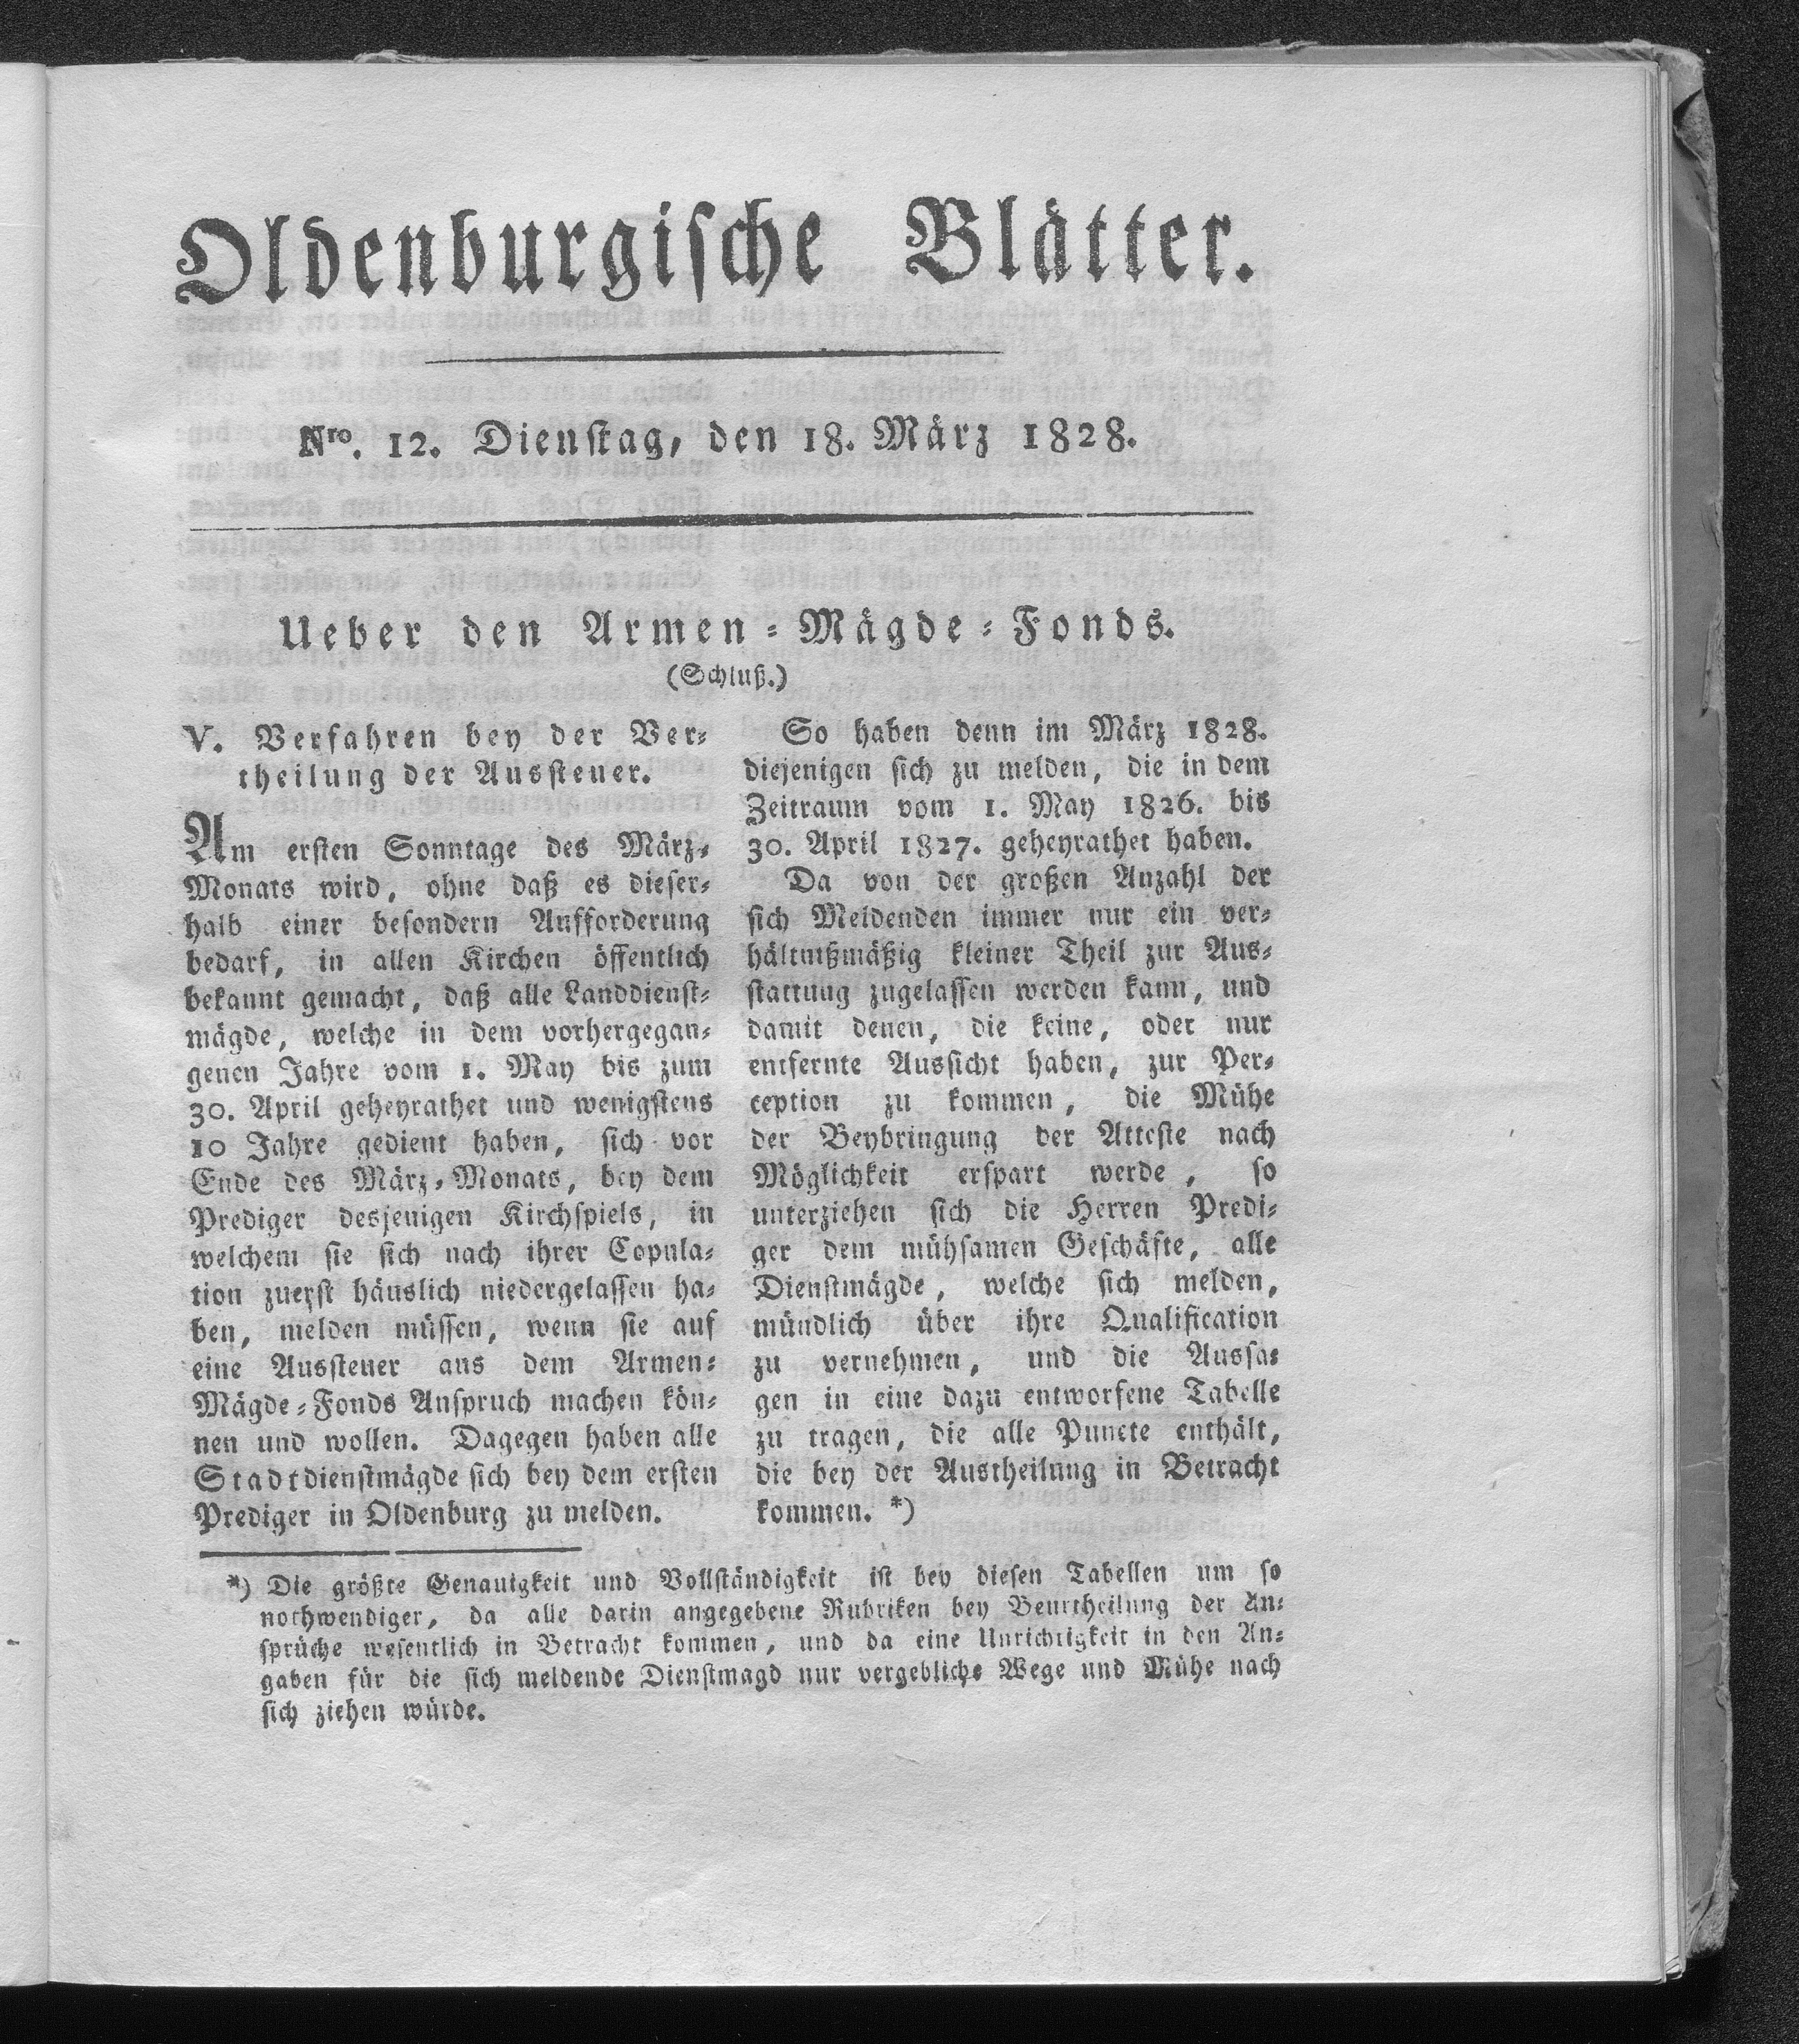 Oldenburgische Blätter.
Nro. 12. Dienstag, den 18. März 1828.
Ueber den Armen-Mägde-Fonds.
(Schluß.)
V. Verfahren bey der Ver-
theilung der Aussteuer.
Am ersten Sonntage des März-
Monats wird, ohne daß es dieser-
halb einer besondern Aufforderung
bedarf, in allen Kirchen öffentlich
bekannt gemacht, daß alle Landdienst-
mägde, welche in dem vorhergegan-
genen Jahre vom 1. May bis zum
30. April geheyrathet und wenigstens
10 Jahre gedient haben, sich vor
Ende des März-Monats, bey dem
Prediger desjenigen Kirchspiels, in
welchem sie sich nach ihrer Copula-
tion zuerst häuslich niedergelassen ha-
ben, melden müssen, wenn sie auf
eine Aussteuer aus dem Armen-
Mägde-Fonds Anspruch machen kön-
nen und wollen. Dagegen haben alle
Stadtdienstmägde sich bey dem ersten
Prediger in Oldenburg zu melden.
So haben denn im März 1828.
diejenigen sich zu melden, die in dem
Zeitraum vom 1. May 1826. bis
30. April 1827. geheyrathet haben.
Da von der großen Anzahl der
sich Meldenden immer nur ein ver-
hältnißmäßig kleiner Theil zur Aus-
stattung zugelassen werden kann, und
damit denen, die keine, oder nur
entfernte Aussicht haben, zur Per-
ception zu kommen, die Mühe
der Beybringung der Atteste nach
Möglichkeit erspart werde, so
unterziehen sich die Herren Predi-
ger dem mühsamen Geschäfte, alle
Dienstmägde, welche sich melden,
mündlich über ihre Qualification
zu vernehmen, und die Aussa-
gen in eine dazu entworfene Tabelle
zu tragen, die alle Puncte enthält,
die bey der Austheilung in Betracht
kommen. *)
*) Die größte Genauigkeit und Vollständigkeit ist bey diesen Tabellen um so
nothwendiger, da alle darin angegebene Rubriken bey Beurtheilung der An-
sprüche wesentlich in Betracht kommen, und da eine Unrichtigkeit in den An-
gaben für die sich meldende Dienstmagd nur vergebliche Wege und Mühe nach
sich ziehen würde.